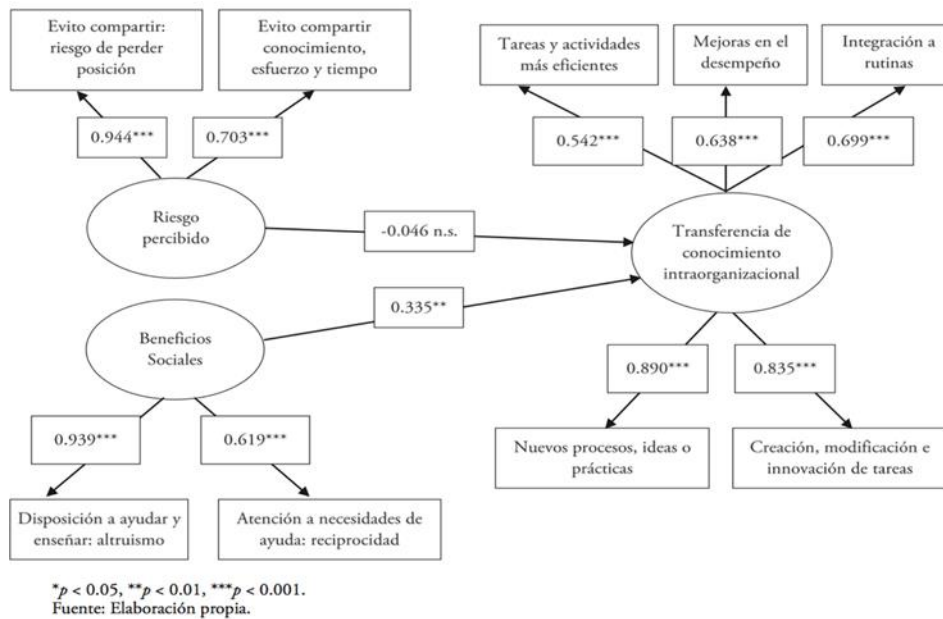 Evito compartir:
riesgo de perder
posición
Evito compartir
conocimiento,
esfuerzo y tiempo
Tareas y actividades
más eficientes
Mejoras en el
desempeño
Integración a
rutinas
0.944***
0.703***
0.542***
0.638***
0.699***
Riesgo
percibido
-0.046 n.s.
Transferencia de
conocimiento
intraorganizacional
0.335**
Beneficios
Sociales
0.890***
0.835***
0.939***
0.619***
Nuevos procesos, ideas o
prácticas
Creación, modificación e
innovación de tareas
Disposición a ayudar y
enseñar: altruismo
Atención a necesidades de
ayuda: reciprocidad
*p < 0.05, **p < 0.01, ***p < 0.001.
Fuente: Elaboración propia.